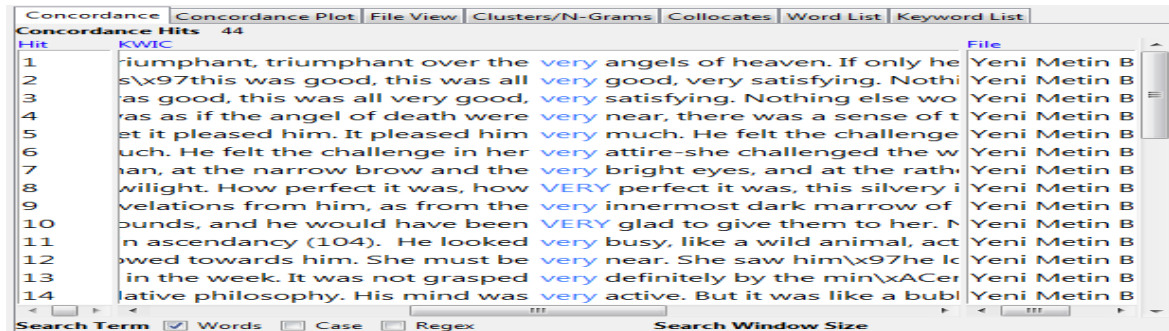 Concordance Concordance Plot File View Clusters/N-Grams Collocates Word List Keyword List
Concordance Hits 44
Hit KWIC File
1 riumphant, triumphant over the very angels of heaven. If only he Yeni Metin B
2 s\x97this was good, this was all very good, very satisfying. Nothi Yeni Metin B
3 as good, this was all very good, very satisfying. Nothing else wo Yeni Metin B
4 as as if the angel of death were very near, there was a sense of t Yeni Metin B
5 et it pleased him. It pleased him very much. He felt the challenge Yeni Metin B
6 uch. He felt the challenge in her very attire-she challenged the w Yeni Metin B
7 an, at the narrow brow and the very bright eyes, and at the rath Yeni Metin B
8 wilight. How perfect it was, how VERY perfect it was, this silvery i Yeni Metin B
9 velations from him, as from the very innermost dark marrow of Yeni Metin B
10 ounds, and he would have been VERY glad to give them to her. N Yeni Metin B
11 n ascendancy (104). He looked very busy, like a wild animal, act Yeni Metin B
12 owed towards him. She must be very near. She saw him\x97he lo Yeni Metin B
13 in the week. It was not grasped very definitely by the min\xACer Yeni Metin B
14 lative philosophy. His mind was very active. But it was like a bubl Yeni Metin B
Search Term Words Case Regex Search Window Size